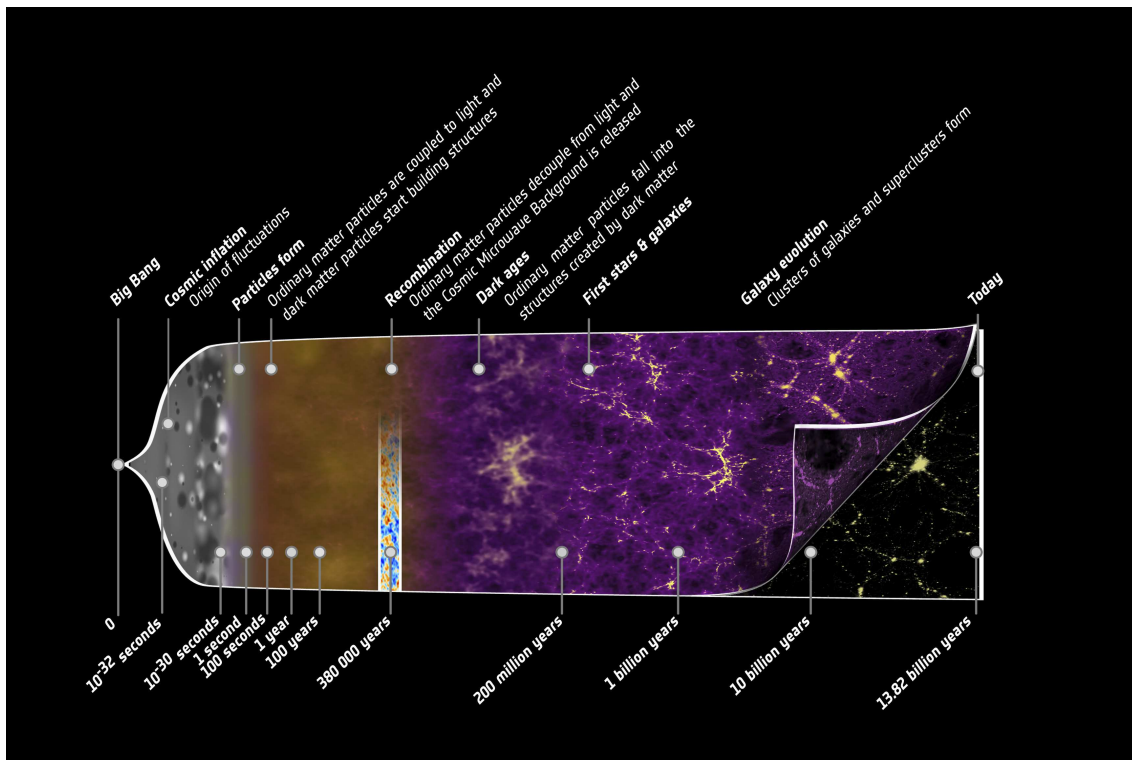 Big Bang
Cosmic inflation
Origin of fluctuations
Particles form
Ordinary matter particles are coupled to light and
dark matter particles start building structures
Recombination
Ordinary matter particles decouple from light and
the Cosmic Microwave Background is released
Dark ages
Ordinary matter particles fall into the
structures created by dark matter
First stars & galaxies
Galaxy evolution
Clusters of galaxies and superclusters form
Today
0
10-32 seconds
10-30 seconds
1 second
100 seconds
1 year
100 years
380 000 years
200 million years
1 billion years
10 billion years
13.82 billion years